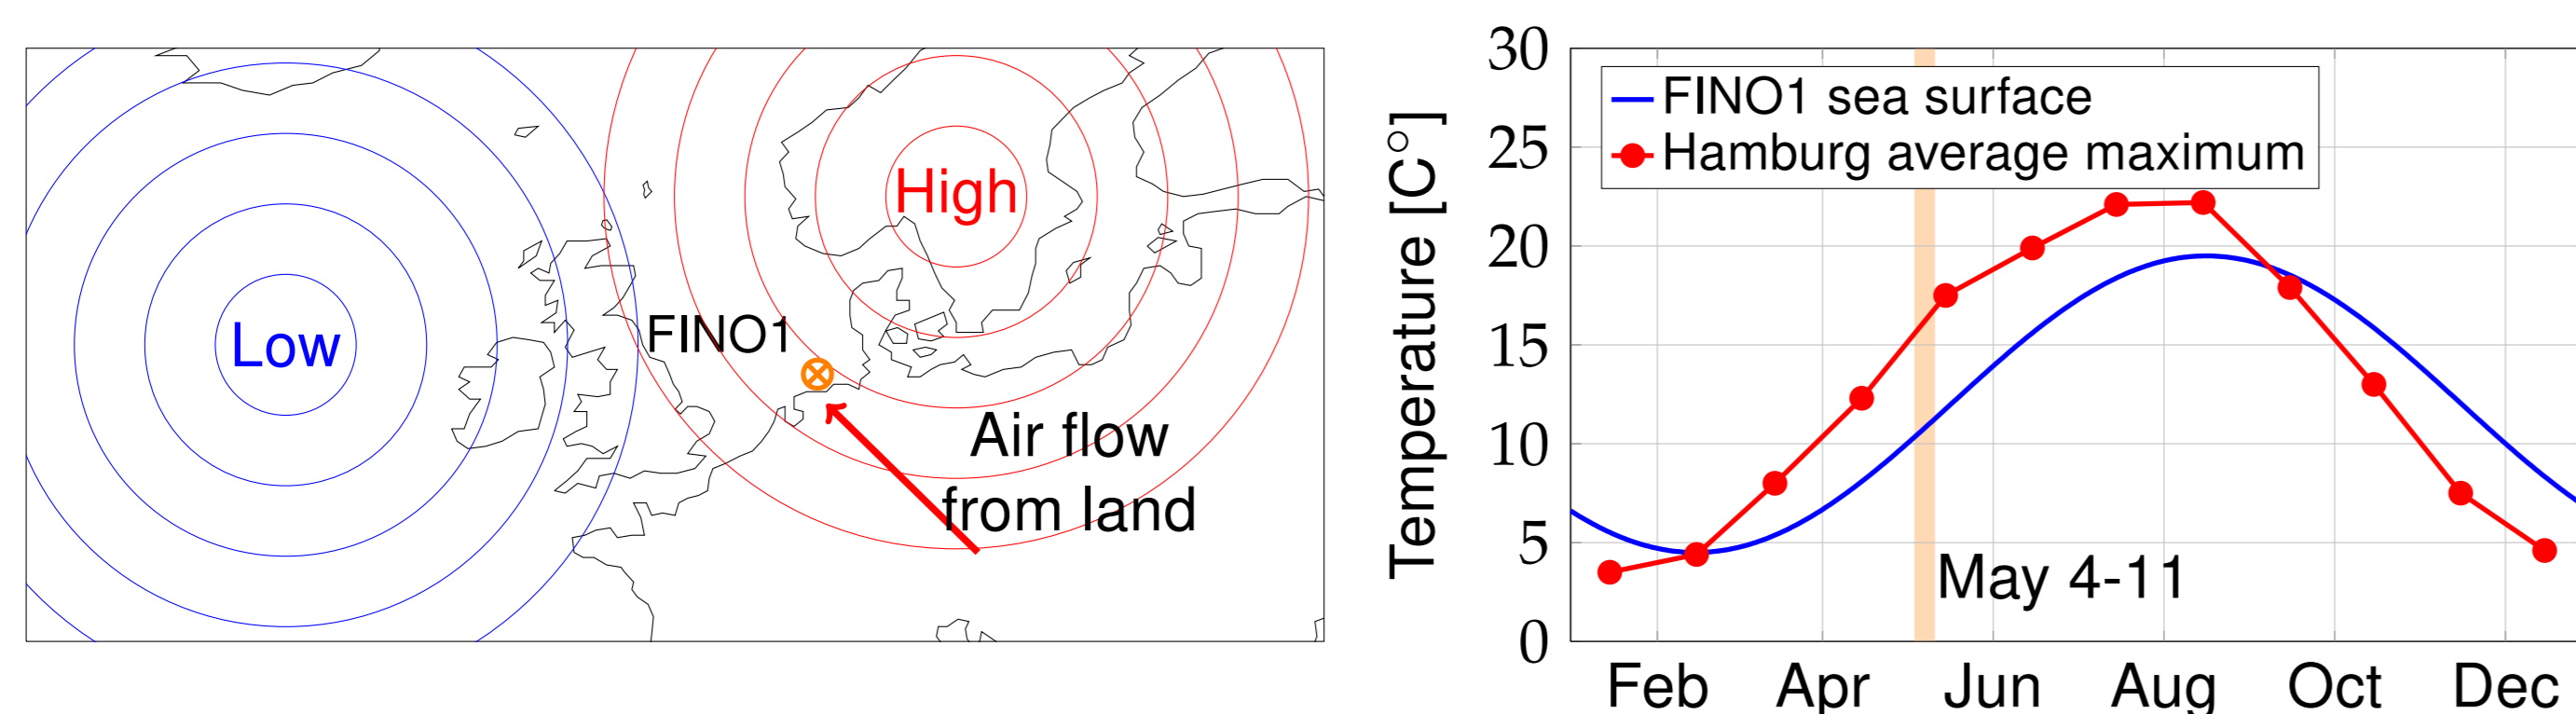 Low
High
FINO1
Air flow
from land
Temperature [C°]
30
25
20
15
10
5
0
FINO1 sea surface
Hamburg average maximum
May 4-11
Feb Apr Jun Aug Oct Dec